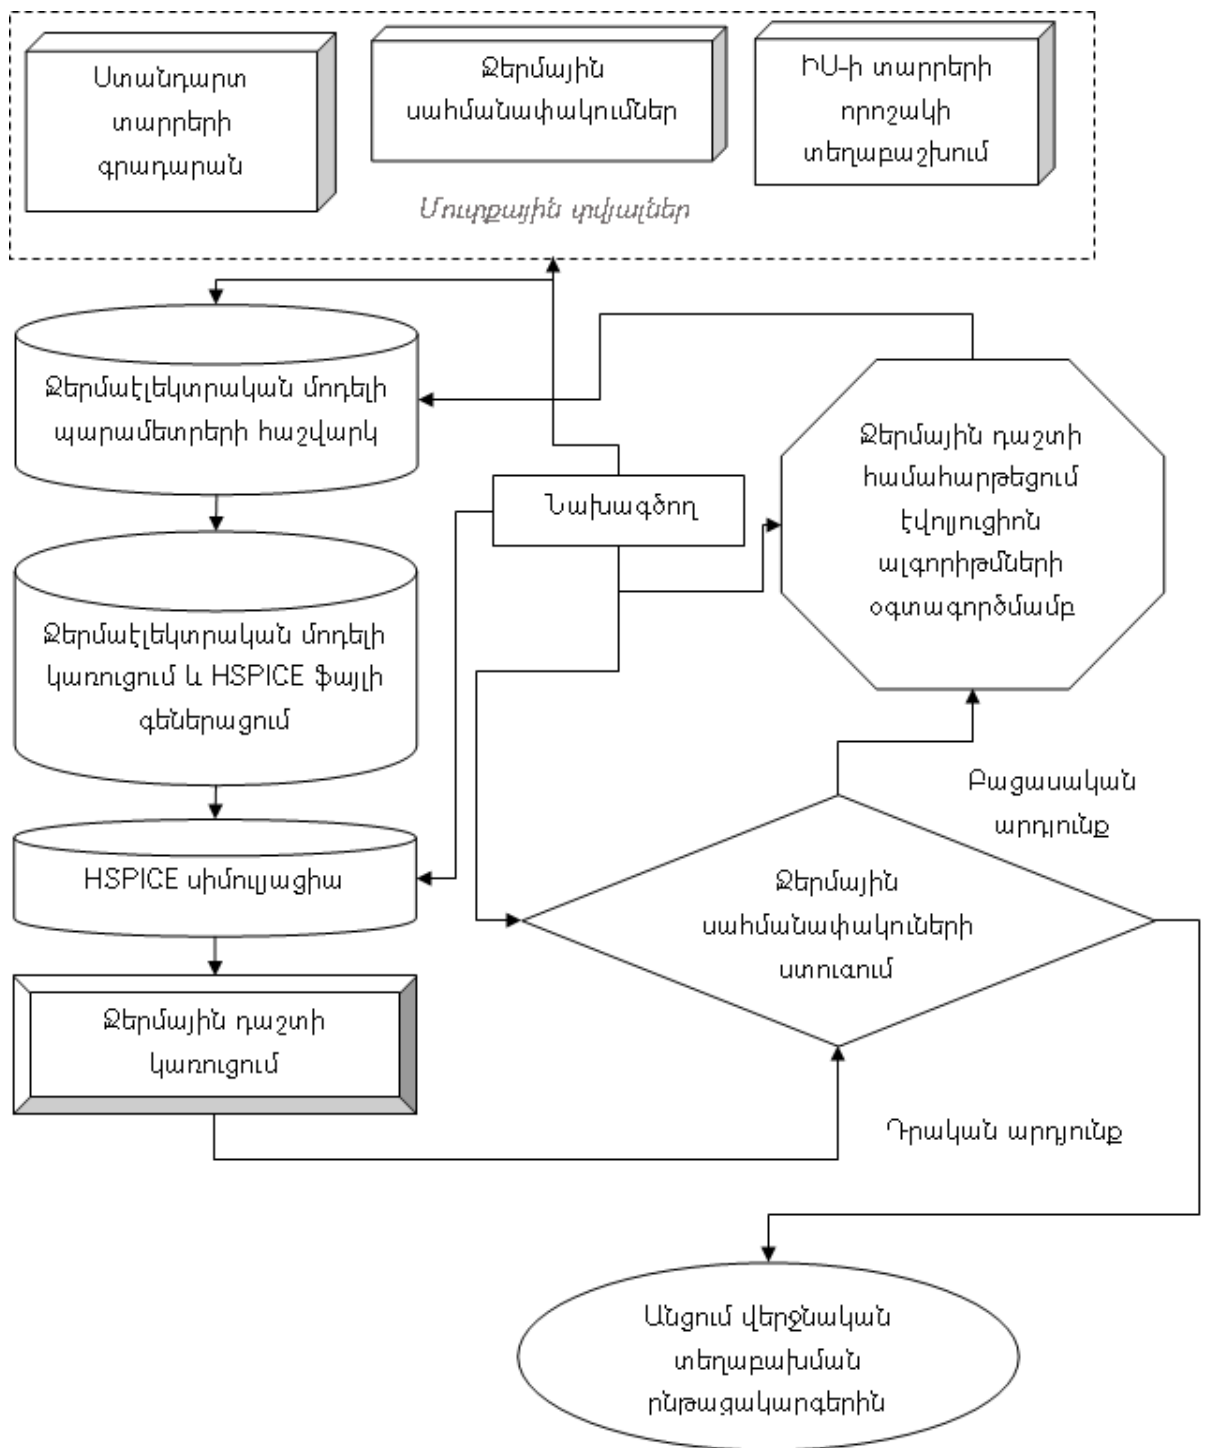 Ստանդարտ
տարրերի
գրադարան
Ջերմային
սահմանափակումներ
ԻՍ-ի տարրերի
որոշակի
տեղաբաշխում
Մուտքային տվյալներ
Ջերմաէլեկտրական մոդելի
պարամետրերի հաշվարկ
Նախագծող
Ջերմային դաշտի
համահարթեցում
էվոլյուցիոն
ալգորիթմների
օգտագործմամբ
Ջերմաէլեկտրական մոդելի
կառուցում և HSPICE ֆայլի
գեներացում
Բացասական
արդյունք
HSPICE սիմուլյացիա
Ջերմային
սահմանափակուների
ստուգում
Ջերմային դաշտի
կառուցում
Դրական արդյունք
Անցում վերջնական
տեղաբախման
ընթացակարգերին